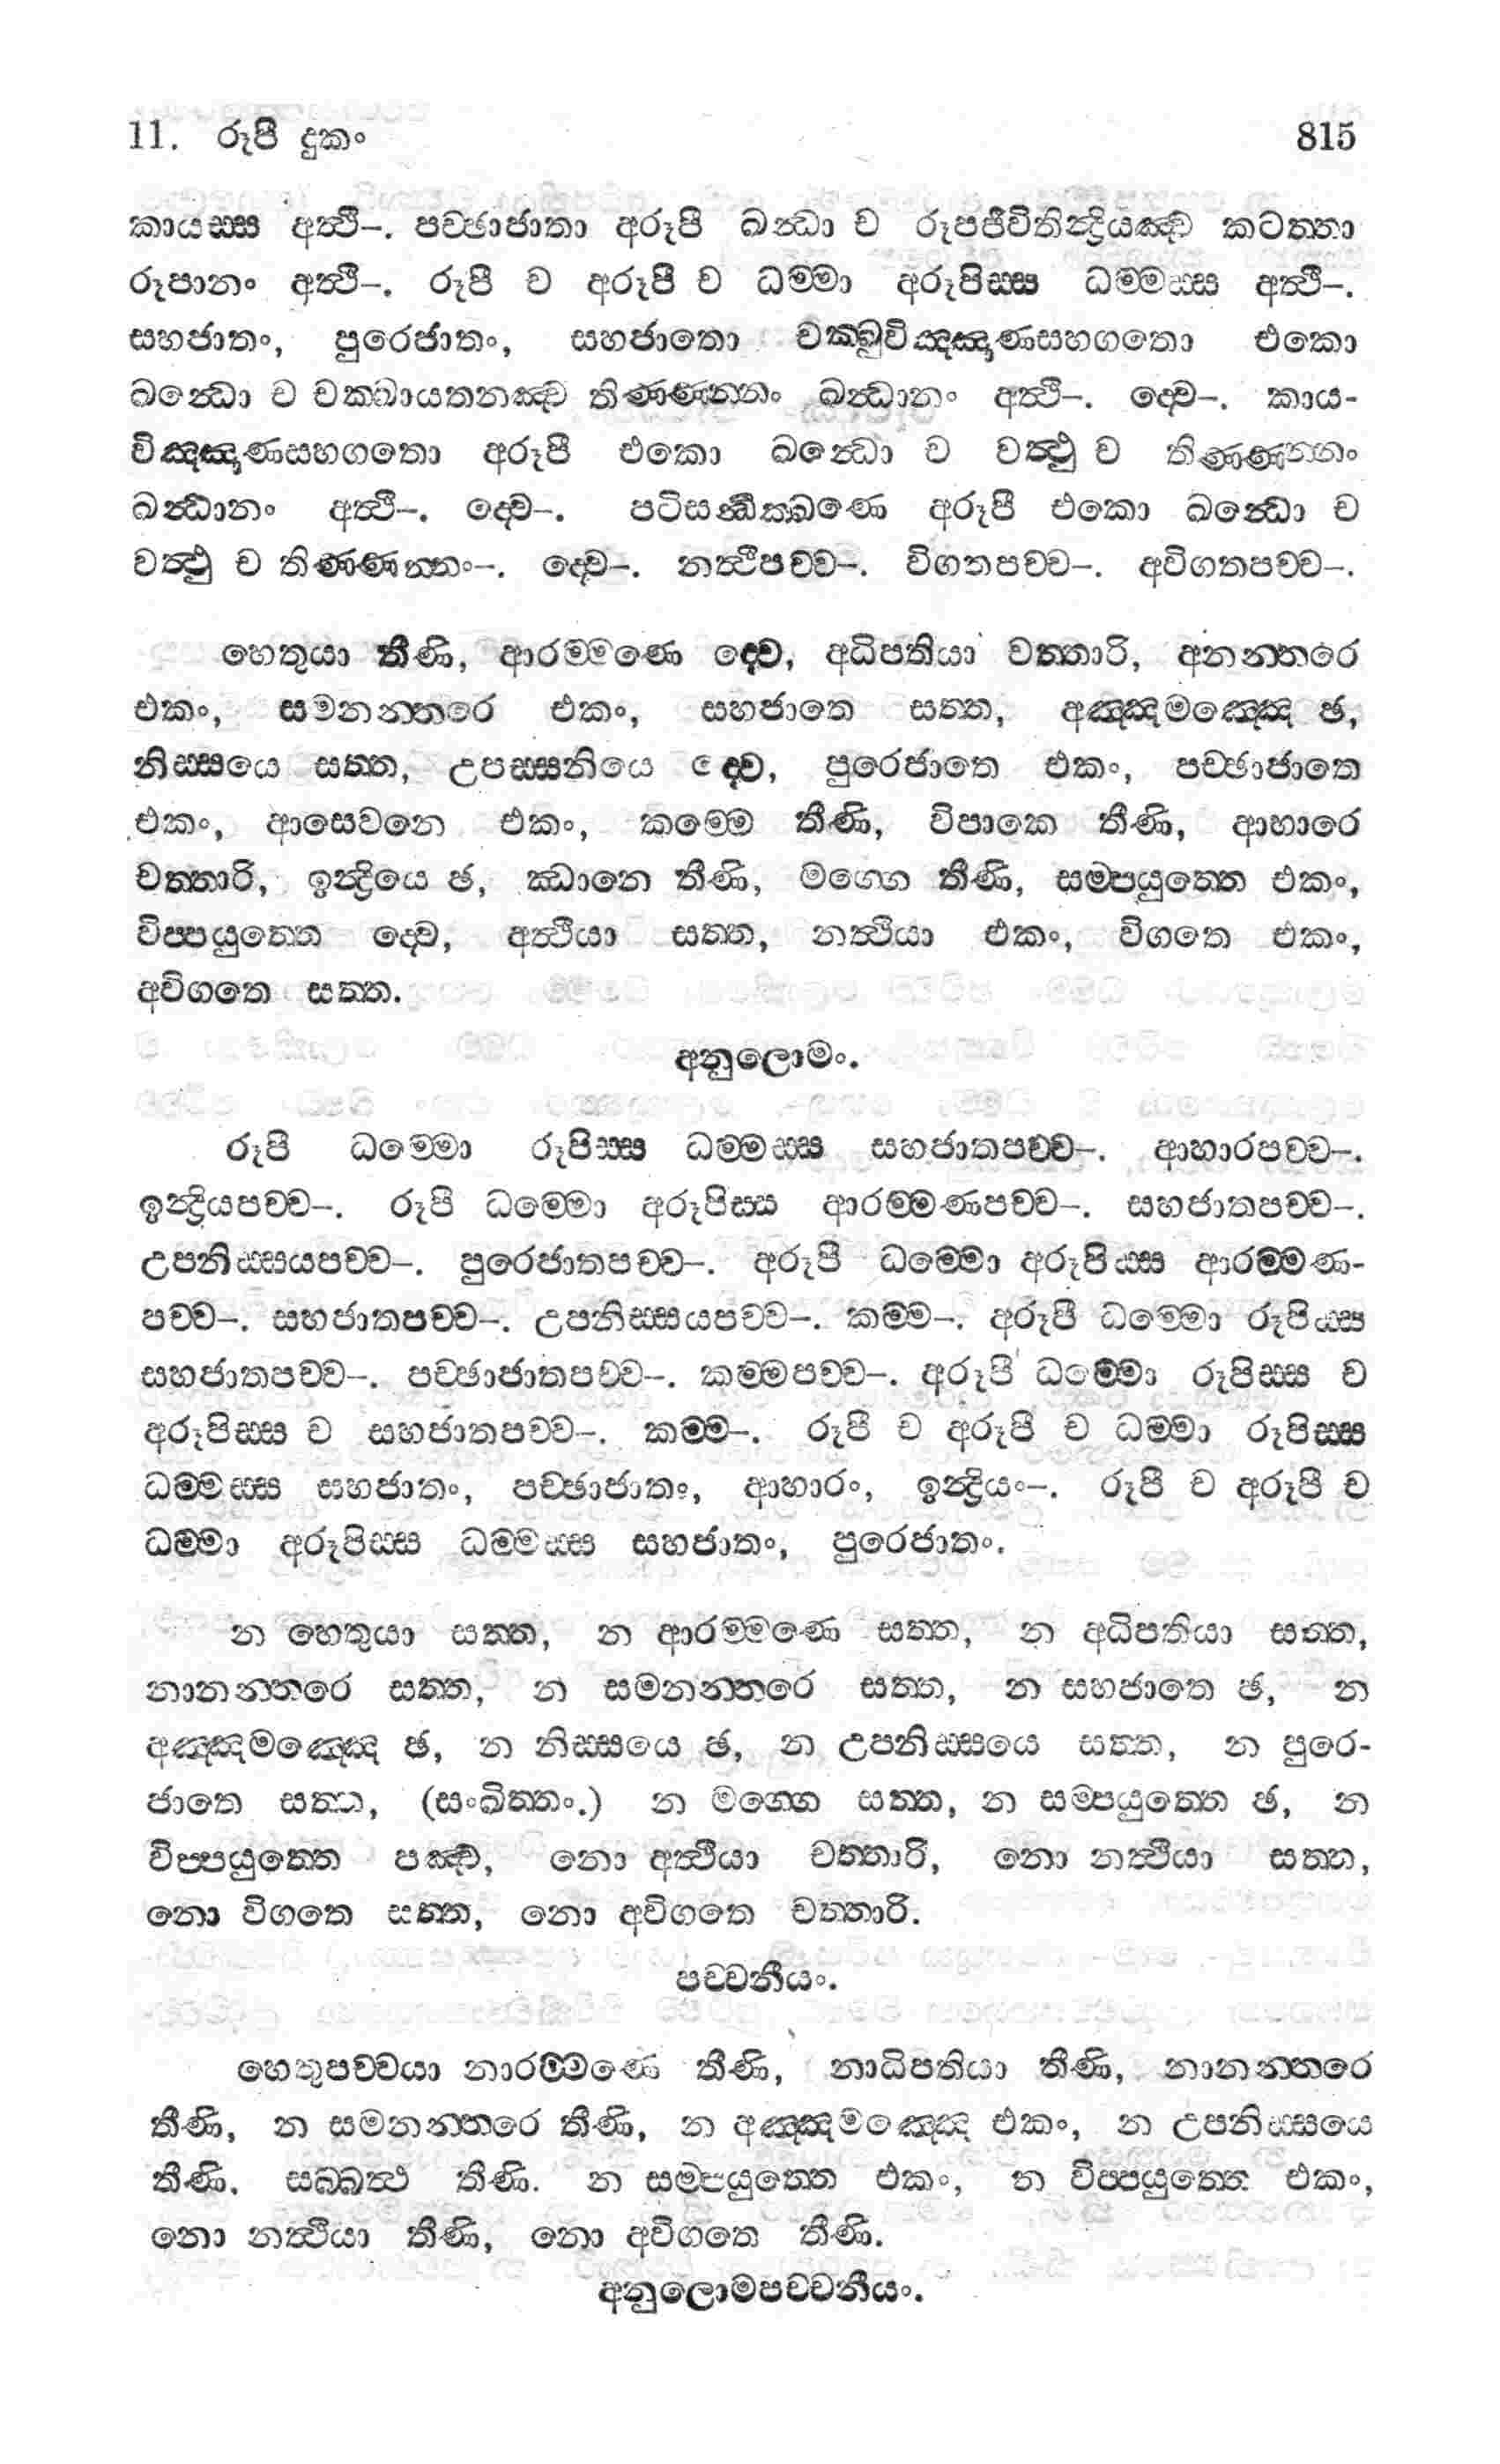 11. රූපී දුකං 815
කායස්ස අත්ථි–. පච්ඡාජාතා අරූපී ඛන්ධා ච රූපජීවිතින්ද්‍රියඤ්ච කටත්තා
රූපානං අත්ථි–. රූපී ච අරූපී ච ධම්මා අරූපිස්ස ධම්මස්ස අත්ථි–.
සහජාතං, පුරෙජාතං, සහජාතො චක්ඛුවිඤ්ඤාණසහගතො එකො
ඛන්ධො ච චක්ඛායතනඤ්ච තිණ්ණන්නං ඛන්ධානං අත්ථි–. ද්වෙ–. කාය-
විඤ්ඤාණසහගතො අරූපී එකො ඛන්ධො ච වත්ථු ච තිණ්ණන්නං
ඛන්ධානං අත්ථි–. ද්වෙ–. පටිසන්ධික්ඛණෙ අරූපී එකො ඛන්ධො ච
වත්ථු ච තිණ්ණන්නං–. ද්වෙ–. නත්ථිපච්ච–. විගතපච්ච–. අවිගතපච්ච–.
හෙතුයා තීණි, ආරම්මණෙ ද්වෙ, අධිපතියා චත්තාරි, අනන්තරෙ
එකං, සමනන්තරෙ එකං, සහජාතෙ සත්ත, අඤ්ඤමඤ්ඤෙ ඡ,
නිස්සයෙ සත්ත, උපස්සනියෙ ද්වෙ, පුරෙජාතෙ එකං, පච්ඡාජාතෙ
එකං, ආසෙවනෙ එකං, කම්මෙ තීණි, විපාකෙ තීණි, ආහාරෙ
චත්තාරි, ඉන්ද්‍රියෙ ඡ, ඣානෙ තීණි, මග්ගෙ තීණි, සම්පයුත්තෙ එකං,
විප්පයුත්තෙ ද්වෙ, අත්ථියා සත්ත, නත්ථියා එකං, විගතෙ එකං,
අවිගතෙ සත්ත.
අනුලොමං.
රූපී ධම්මො රූපිස්ස ධම්මස්ස සහජාතපච්ච–. ආහාරපච්ච–.
ඉන්ද්‍රියපච්ච–. රූපී ධම්මො අරූපිස්ස ආරම්මණපච්ච–. සහජාතපච්ච–.
උපනිස්සයපච්ච–. පුරෙජාතපච්ච–. අරූපී ධම්මො අරූපිස්ස ආරම්මණ-
පච්ච–. සහජාතපච්ච–. උපනිස්සයපච්ච–. කම්ම–. අරූපී ධම්මො රූපිස්ස
සහජාතපච්ච–. පච්ඡාජාතපච්ච–. කම්මපච්ච–. අරූපී ධම්මො රූපිස්ස ච
අරූපිස්ස ච සහජාතපච්ච–. කම්ම–. රූපී ච අරූපී ච ධම්මා රූපිස්ස
ධම්මස්ස සහජාතං, පච්ඡාජාතං, ආහාරං, ඉන්ද්‍රියං–. රූපී ච අරූපී ච
ධම්මා අරූපිස්ස ධම්මස්ස සහජාතං, පුරෙජාතං.
න හෙතුයා සත්ත, න ආරම්මණෙ සත්ත, න අධිපතියා සත්ත,
නානන්තරෙ සත්ත, න සමනන්තරෙ සත්ත, න සහජාතෙ ඡ, න
අඤ්ඤමඤ්ඤෙ ඡ, න නිස්සයෙ ඡ, න උපනිස්සයෙ සත්ත, න පුරෙ-
ජාතෙ සත්ත, (සංඛිත්තං.) න මග්ගෙ සත්ත, න සම්පයුත්තෙ ඡ, න
විප්පයුත්තෙ පඤ්ච, නො අත්ථියා චත්තාරි, නො නත්ථියා සත්ත,
නො විගතෙ සත්ත, නො අවිගතෙ චත්තාරි.
පච්චනීයං.
හෙතුපච්චයා නාරම්මණෙ තීණි, නාධිපතියා තීණි, නානන්තරෙ
තීණි, න සමනන්තරෙ තීණි, න අඤ්ඤමඤ්ඤෙ එකං, න උපනිස්සයෙ
තීණි. සබ්බත්ථ තීණි. න සම්පයුත්තෙ එකං, න විප්පයුත්තෙ එකං,
නො නත්ථියා තීණි, නො අවිගතෙ තීණි.
අනුලොමපච්චනීයං.